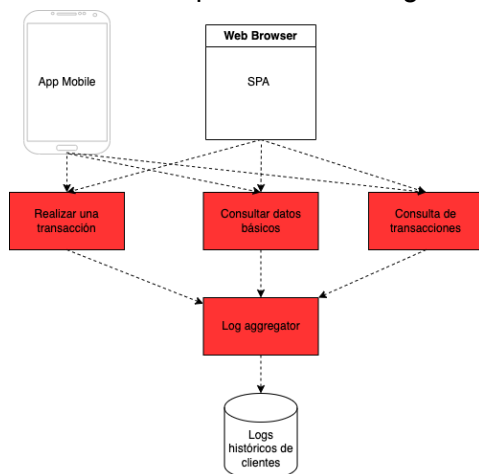 Web Browser
App Mobile
SPA
Realizar una
transacción
Consultar datos
básicos
Consulta de
transacciones
Log aggregator
Logs
históricos de
clientes